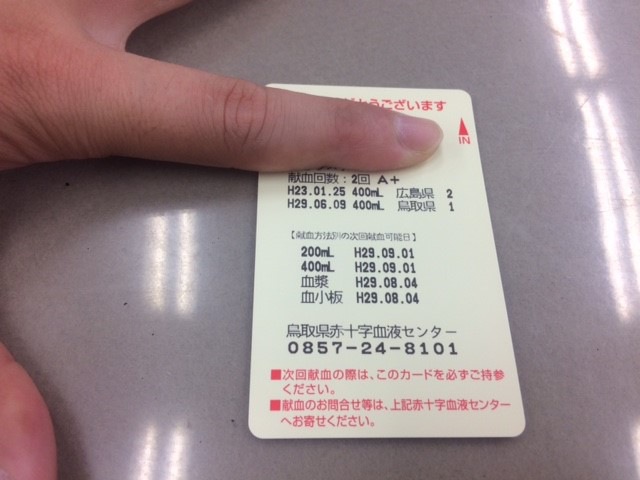 うございます
IN
献血回数：2回 A+
H23.01.25 400mL 広島県 2
H29.06.09 400mL 鳥取県 1
【献血方法別の次回献血可能日】
200mL H29.09.01
400mL H29.09.01
血漿 H29.08.04
血小板 H29.08.04
鳥取県赤十字血液センター
0857-24-8101
■次回献血の際は、このカードを必ずご持参
ください。
■献血のお問合せ等は、上記赤十字血液センター
へお寄せください。